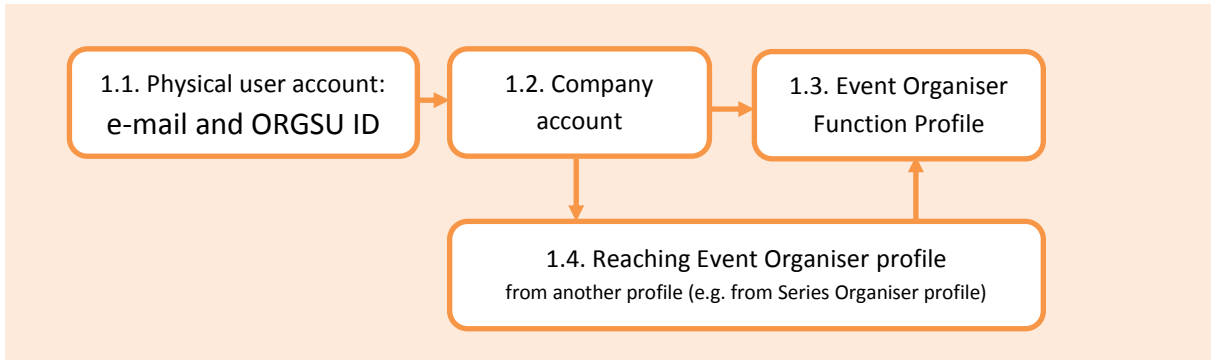 1.1. Physical user account:
e-mail and ORGSU ID
1.2. Company
account
1.3. Event Organiser
Function Profile
1.4. Reaching Event Organiser profile
from another profile (e.g. from Series Organiser profile)